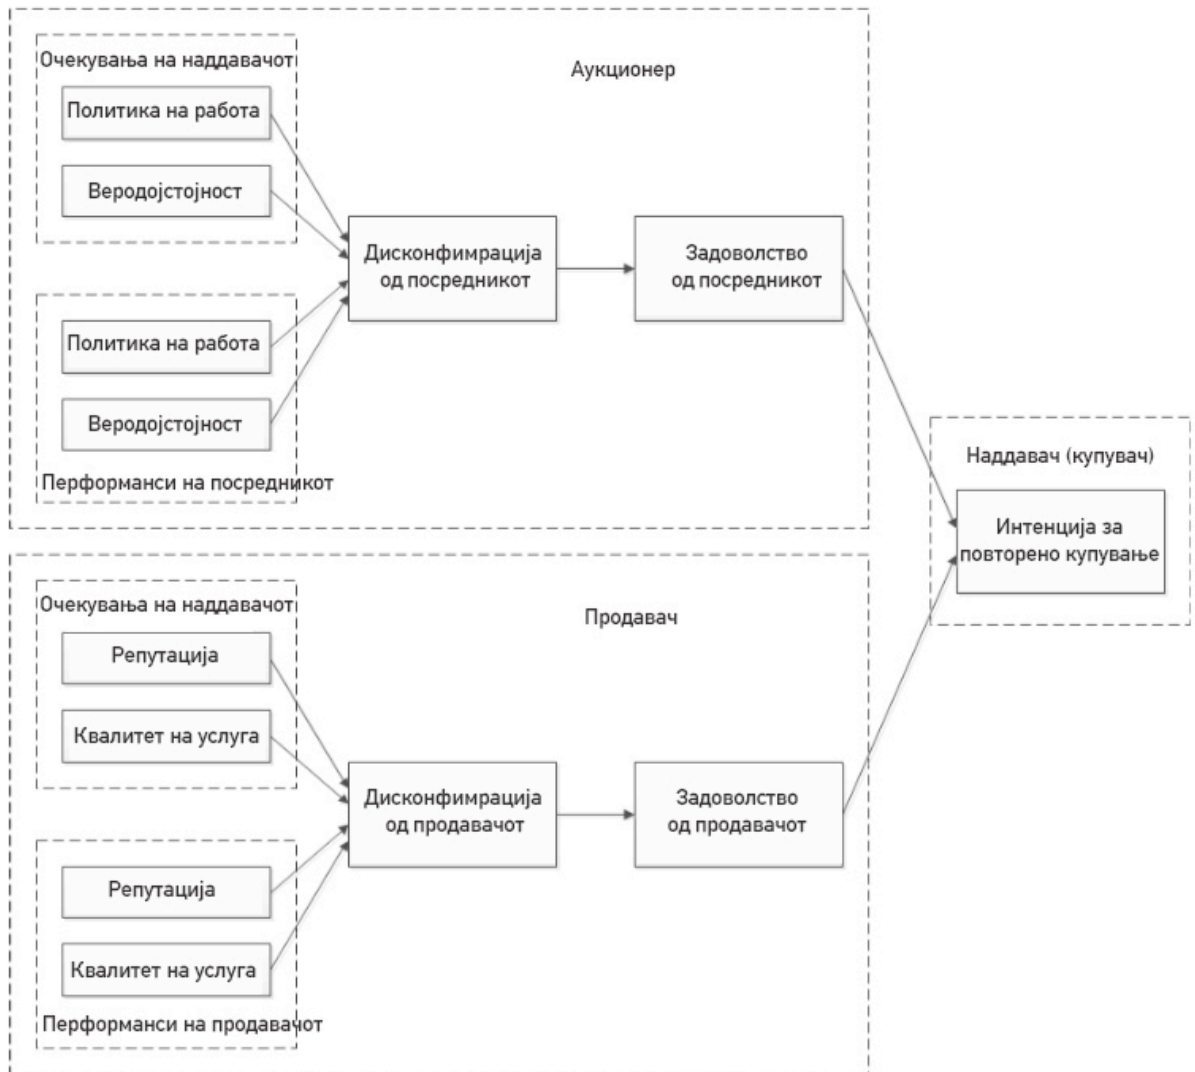 Аукционер
Очекувања на наддавачот
Политика на работа
Веродојстојност
Политика на работа
Веродојстојност
Перформанси на посредникот
Дисконфимрација
од посредникот
Задоволство
од посредникот
Продавач
Очекувања на наддавачот
Репутација
Квалитет на услуга
Репутација
Квалитет на услуга
Перформанси на продавачот
Дисконфимрација
од продавачот
Задоволство
од продавачот
Наддавач (купувач)
Интенција за
повторено купување